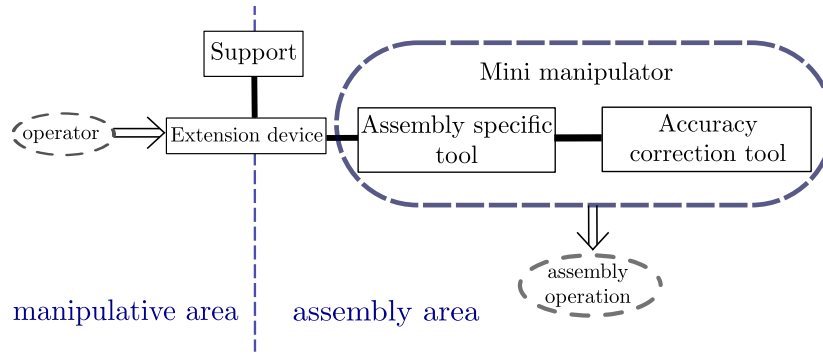 Support
Mini manipulator
operator
Extension device
Assembly specific
tool
Accuracy
correction tool
assembly
operation
manipulative area
assembly area